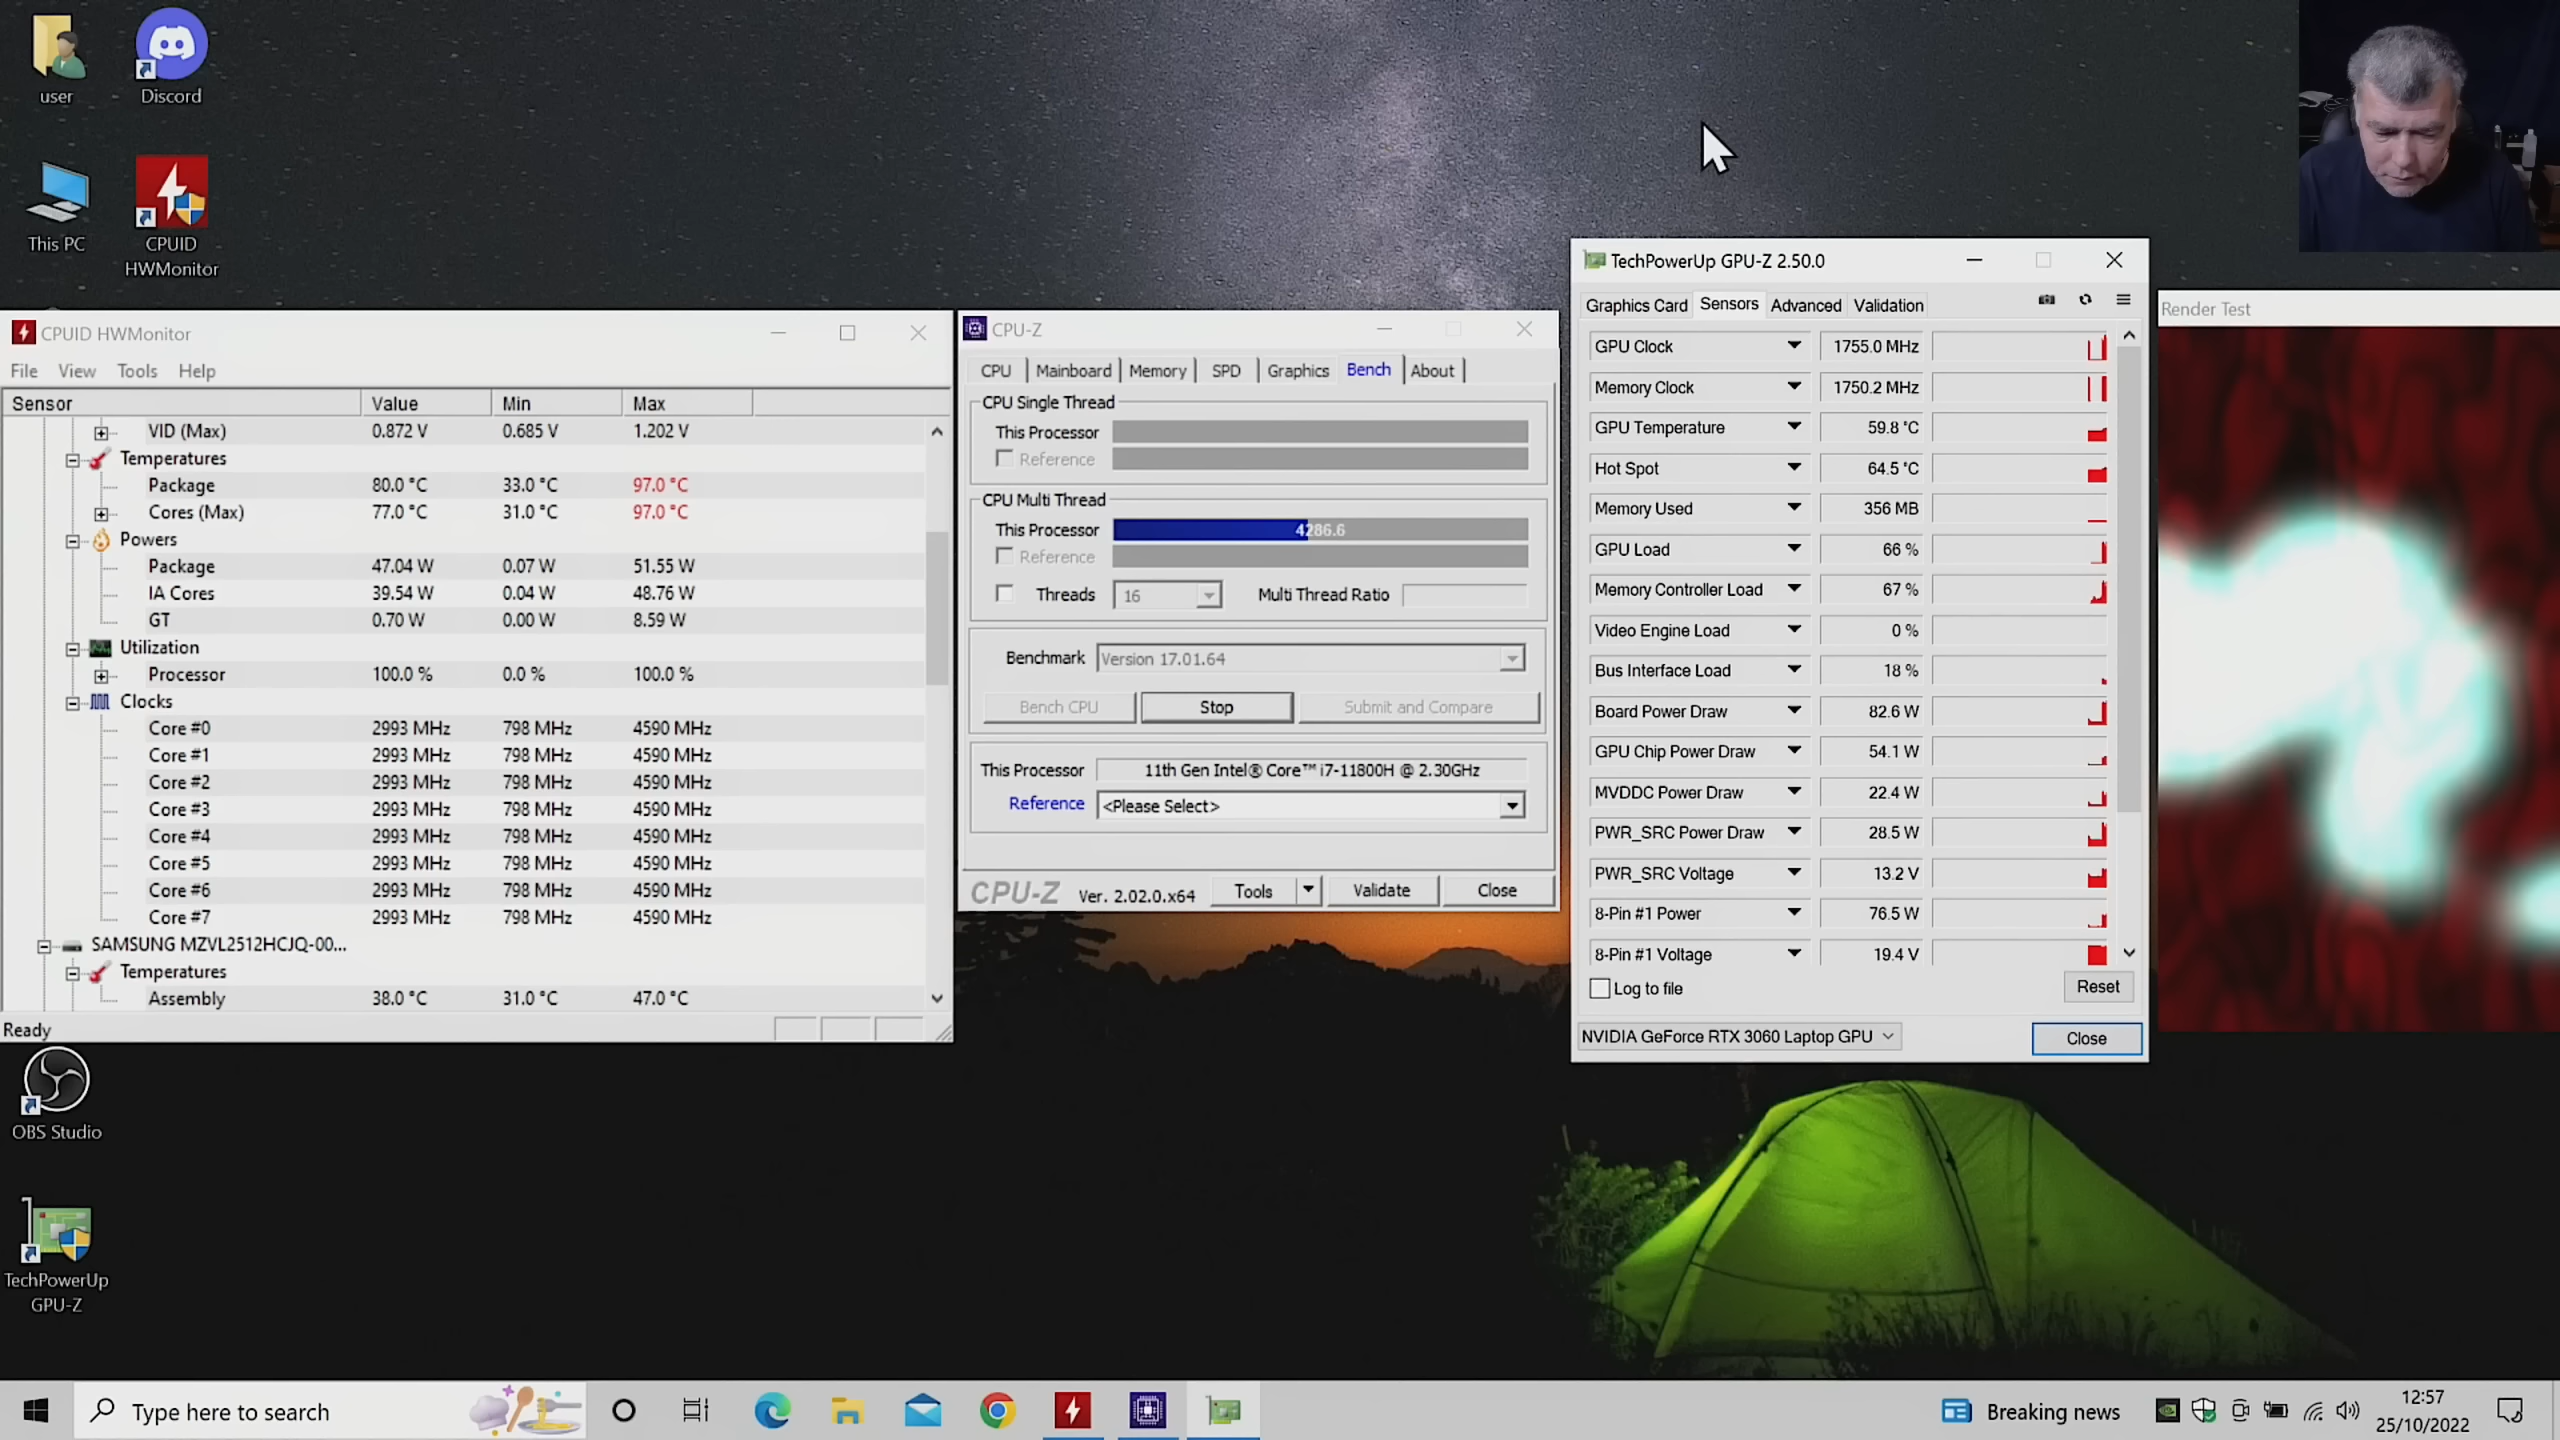 user
Discord
This PC
CPUID
HWMonitor
CPUID HWMonitor
File View Tools Help
Sensor Value Min Max
VID (Max) 0.872 V 0.685 V 1.202 V
Temperatures
Package 80.0 °C 33.0 °C 97.0 °C
Cores (Max) 77.0 °C 31.0 °C 97.0 °C
Powers
Package 47.04 W 0.07 W 51.55 W
IA Cores 39.54 W 0.04 W 48.76 W
GT 0.70 W 0.00 W 8.59 W
Utilization
Processor 100.0 % 0.0 % 100.0 %
Clocks
Core #0 2993 MHz 798 MHz 4590 MHz
Core #1 2993 MHz 798 MHz 4590 MHz
Core #2 2993 MHz 798 MHz 4590 MHz
Core #3 2993 MHz 798 MHz 4590 MHz
Core #4 2993 MHz 798 MHz 4590 MHz
Core #5 2993 MHz 798 MHz 4590 MHz
Core #6 2993 MHz 798 MHz 4590 MHz
Core #7 2993 MHz 798 MHz 4590 MHz
SAMSUNG MZVL2512HCJQ-00...
Temperatures
Assembly 38.0 °C 31.0 °C 47.0 °C
Ready
CPU-Z
CPU Mainboard Memory SPD Graphics Bench About
CPU Single Thread
This Processor
Reference
CPU Multi Thread
This Processor 4286.6
Reference
Threads 16 Multi Thread Ratio
Benchmark Version 17.01.64
Bench CPU Stop Submit and Compare
This Processor 11th Gen Intel® Core™ i7-11800H @ 2.30GHz
Reference <Please Select>
CPU-Z Ver. 2.02.0.x64 Tools Validate Close
TechPowerUp GPU-Z 2.50.0
Graphics Card Sensors Advanced Validation
GPU Clock 1755.0 MHz
Memory Clock 1750.2 MHz
GPU Temperature 59.8 °C
Hot Spot 64.5 °C
Memory Used 356 MB
GPU Load 66 %
Memory Controller Load 67 %
Video Engine Load 0 %
Bus Interface Load 18 %
Board Power Draw 82.6 W
GPU Chip Power Draw 54.1 W
MVDDC Power Draw 22.4 W
PWR_SRC Power Draw 28.5 W
PWR_SRC Voltage 13.2 V
8-Pin #1 Power 76.5 W
8-Pin #1 Voltage 19.4 V
Log to file Reset
NVIDIA GeForce RTX 3060 Laptop GPU Close
Render Test
OBS Studio
TechPowerUp
GPU-Z
Type here to search
Breaking news
12:57
25/10/2022